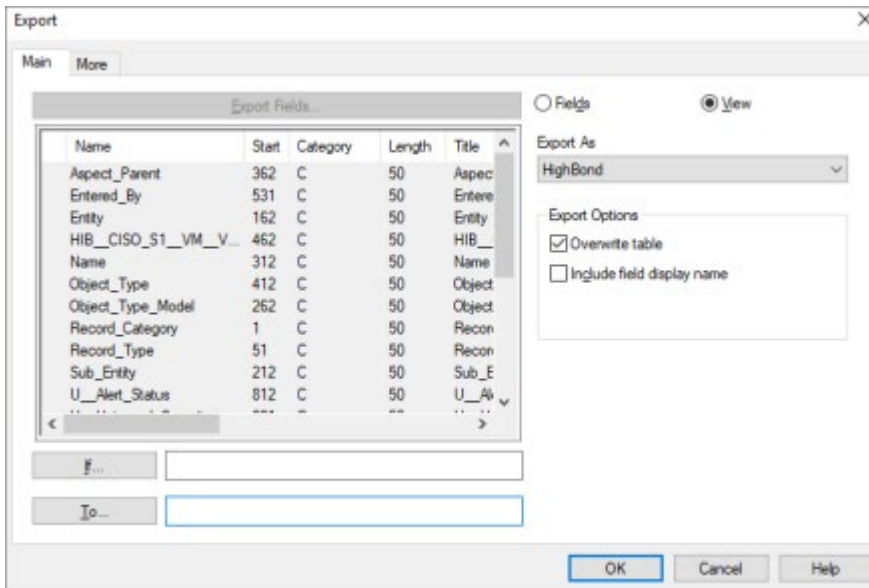 Export
Main More
Export Fields...
Name Start Category Length Title
Aspect_Parent 362 C 50 Aspec
Entered_By 531 C 50 Entere
Entity 162 C 50 Entity
HIB__CISO_S1__VM__V... 462 C 50 HIB__
Name 312 C 50 Name
Object_Type 412 C 50 Object
Object_Type_Model 262 C 50 Object
Record_Category 1 C 50 Recor
Record_Type 51 C 50 Recor
Sub_Entity 212 C 50 Sub_E
U__Alert_Status 812 C 50 U__Al
If...
To...
Fields View
Export As
HighBond
Export Options
Overwrite table
Include field display name
OK Cancel Help